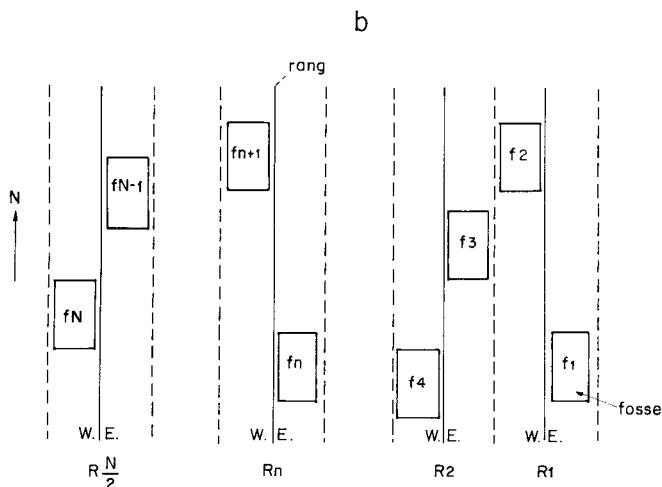 b
rang
fn+1
f2
fN-1
N
f3
fN
fn
f4
f1
fosse
W. E.
W. E.
W. E.
W. E.
R N/2
Rn
R2
R1